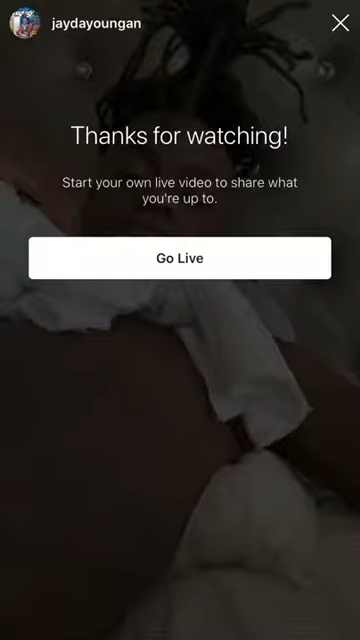 jaydayoungan
Thanks for watching!
Start your own live video to share what
you're up to.
Go Live